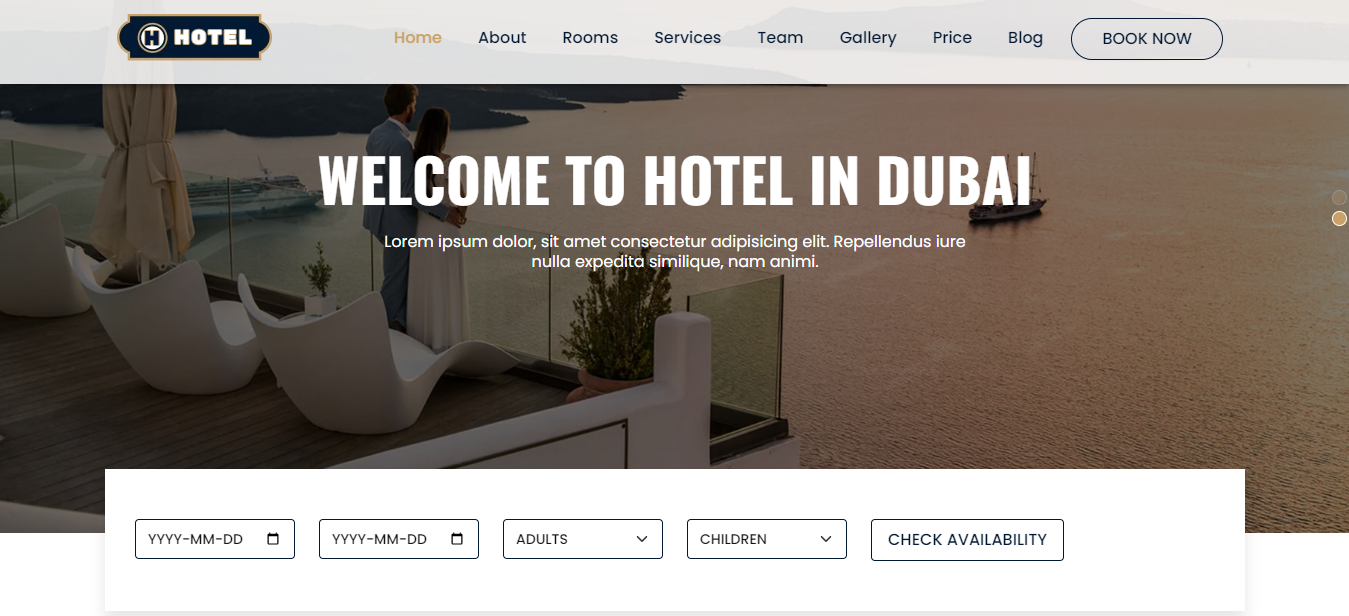 H HOTEL
Home About Rooms Services Team Gallery Price Blog BOOK NOW
WELCOME TO HOTEL IN DUBAI
Lorem ipsum dolor, sit amet consectetur adipisicing elit. Repellendus iure
nulla expedita similique, nam animi.
YYYY-MM-DD YYYY-MM-DD ADULTS CHILDREN CHECK AVAILABILITY